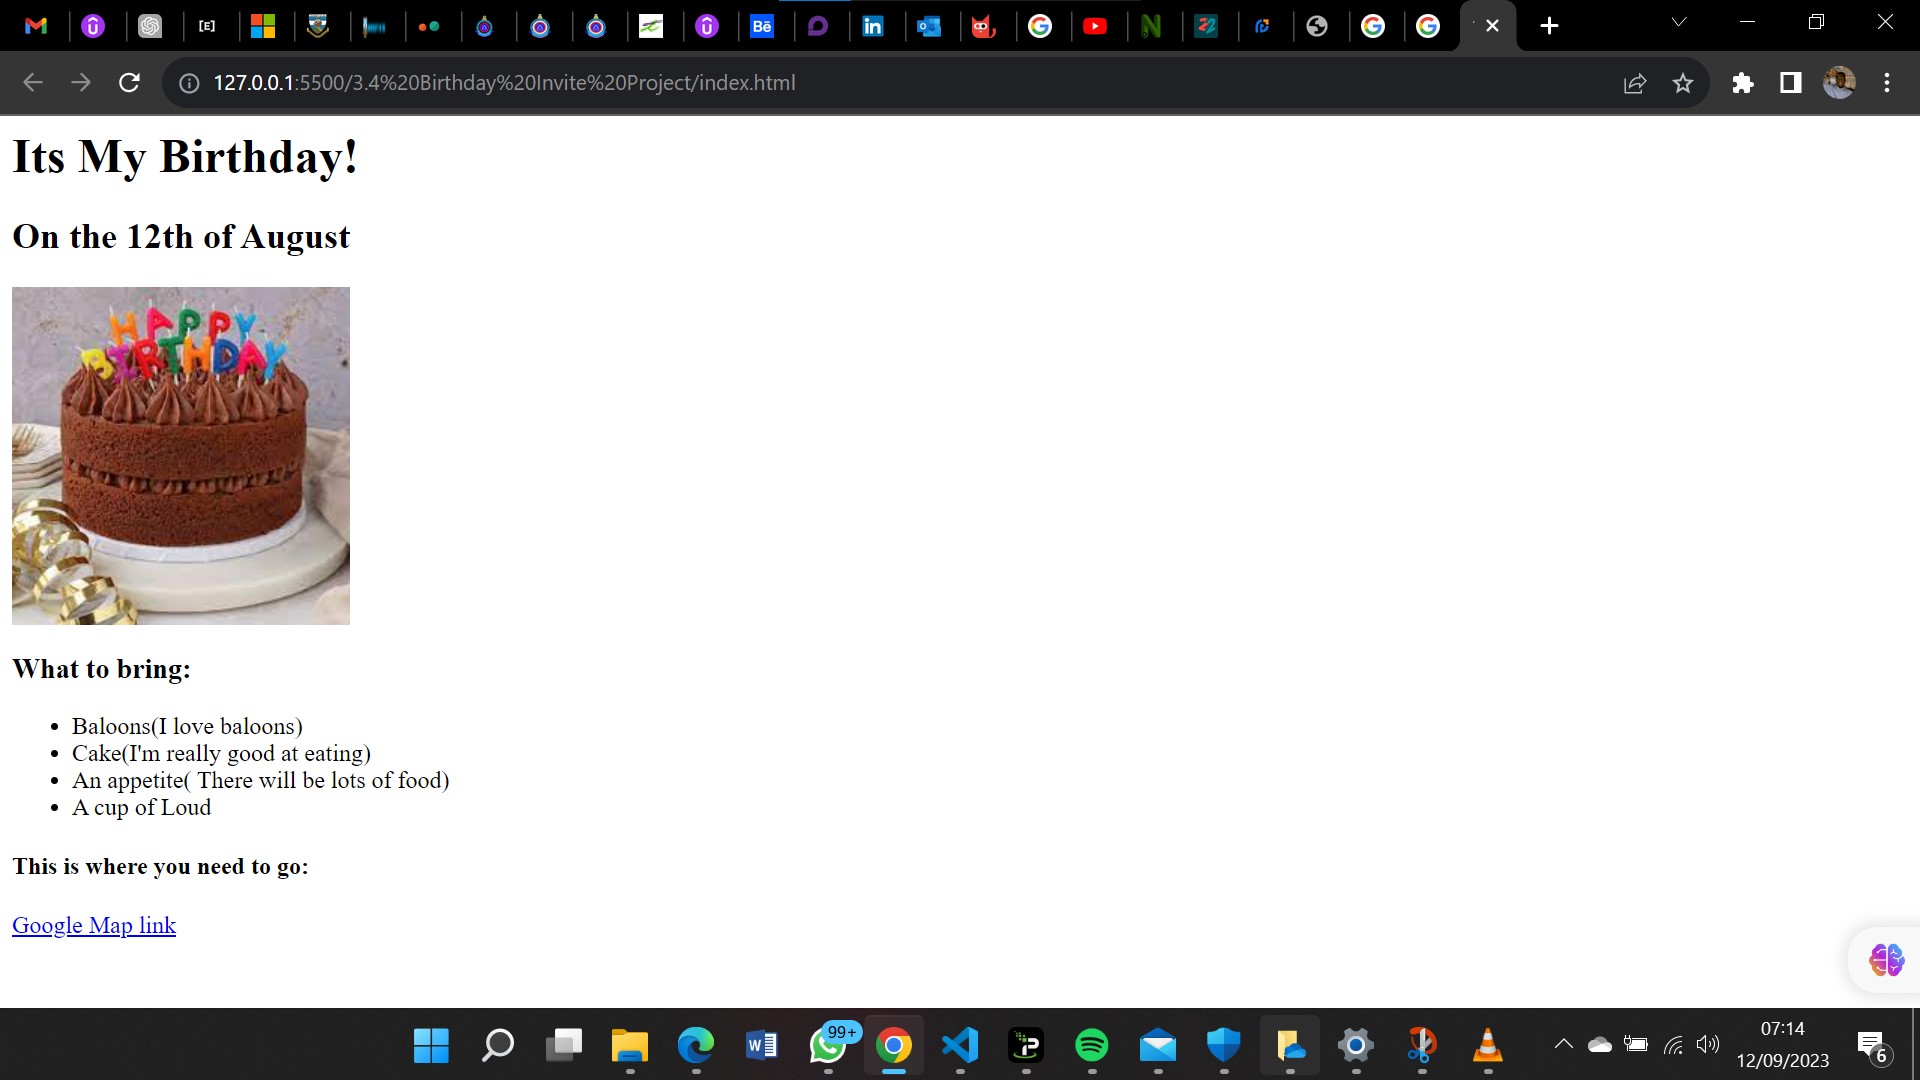 [E]
Bē
in
22
127.0.0.1:5500/3.4%20Birthday%20Invite%20Project/index.html
Its My Birthday!
On the 12th of August
HAPPY
BIRTHDAY
What to bring:
Baloons(I love baloons)
Cake(I'm really good at eating)
An appetite( There will be lots of food)
A cup of Loud
This is where you need to go:
Google Map link
99+
07:14
12/09/2023
6